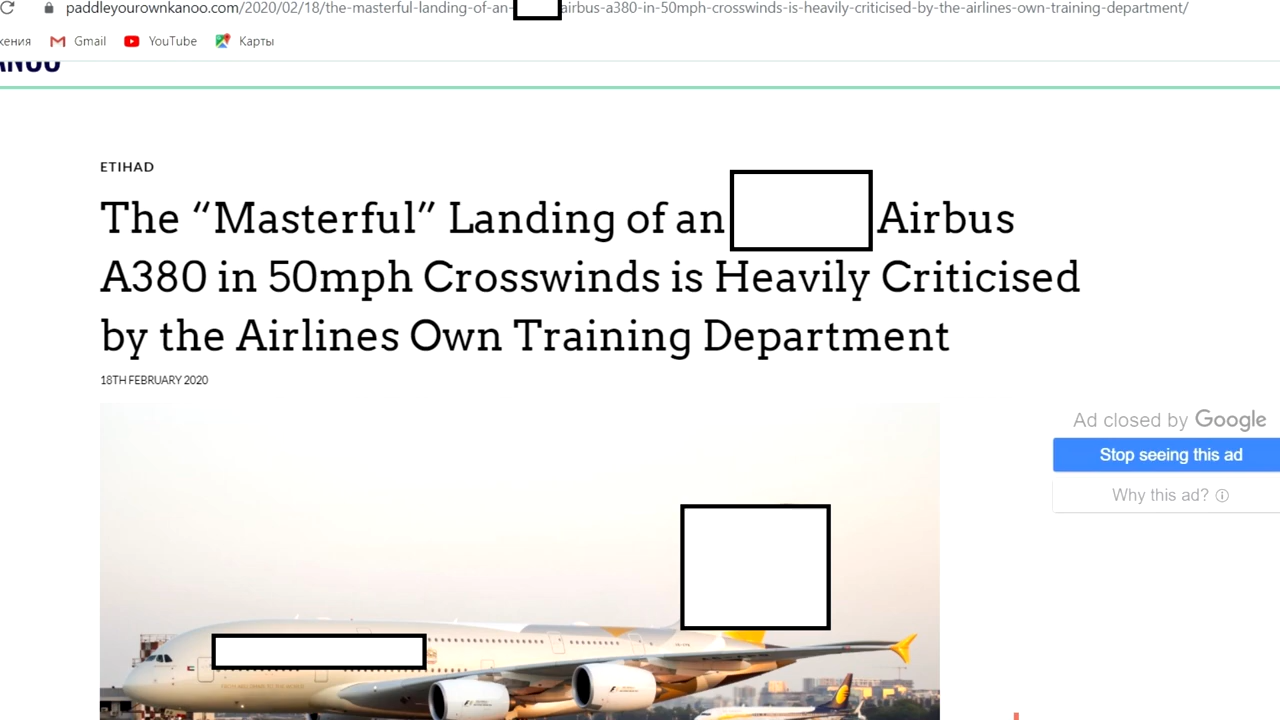 paddleyourownkanoo.com/2020/02/18/the-masterful-landing-of-an- airbus-a380-in-50mph-crosswinds-is-heavily-criticised-by-the-airlines-own-training-department/
жения Gmail YouTube Карты
ETIHAD
The “Masterful” Landing of an Airbus
A380 in 50mph Crosswinds is Heavily Criticised
by the Airlines Own Training Department
18TH FEBRUARY 2020
Ad closed by Google
Stop seeing this ad
Why this ad?